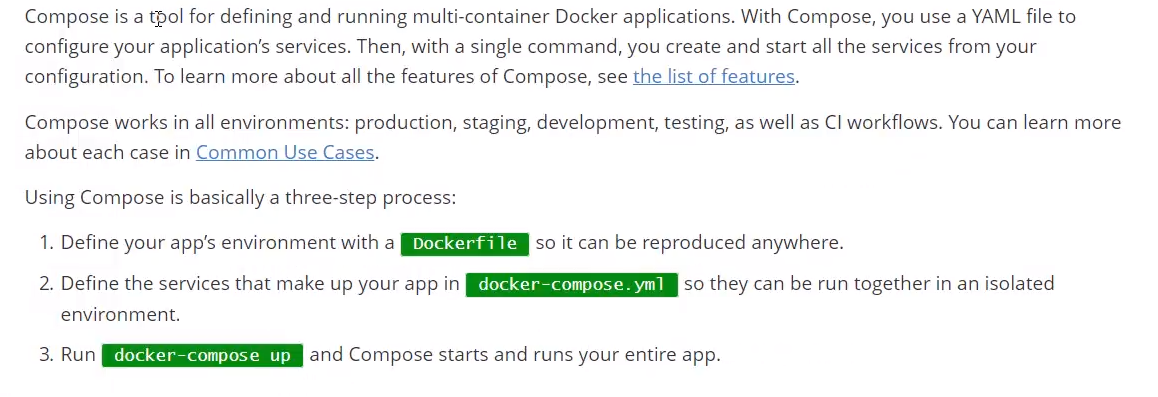 Compose is a tool for defining and running multi-container Docker applications. With Compose, you use a YAML file to
configure your application's services. Then, with a single command, you create and start all the services from your
configuration. To learn more about all the features of Compose, see the list of features.
Compose works in all environments: production, staging, development, testing, as well as CI workflows. You can learn more
about each case in Common Use Cases.
Using Compose is basically a three-step process:
1. Define your app's environment with a Dockerfile so it can be reproduced anywhere.
2. Define the services that make up your app in docker-compose.yml so they can be run together in an isolated
environment.
3. Run docker-compose up and Compose starts and runs your entire app.